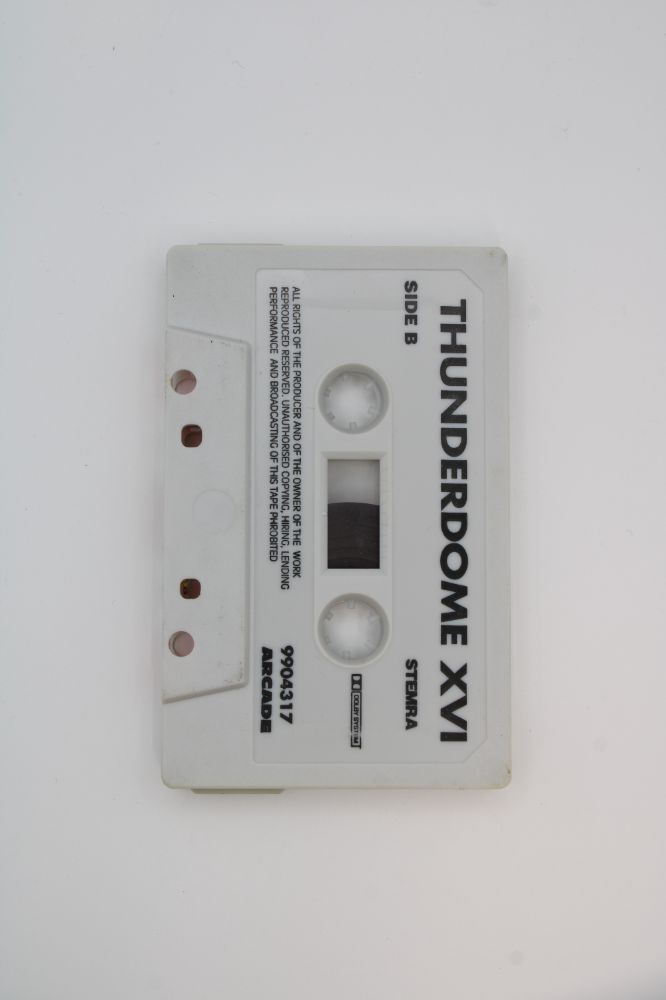 THUNDERDOME XVI
SIDE B
STEMRA
DOLBY SYSTEM
ALL RIGHTS OF THE PRODUCER AND OF THE OWNER OF THE WORK
REPRODUCED RESERVED. UNAUTHORISED COPYING, HIRING, LENDING
PERFORMANCE AND BROADCASTING OF THIS TAPE PHROBITED
9904317
ARCADE